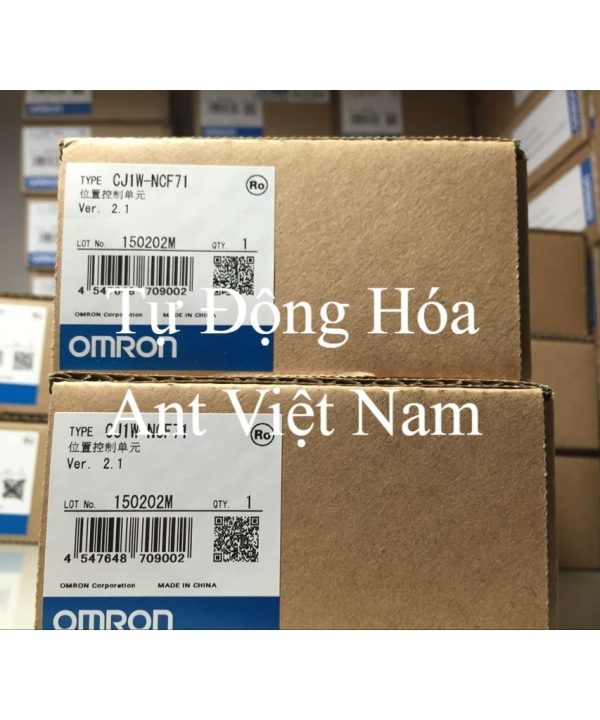 TYPE CJ1W-NCF71
Ro
位置控制单元
Ver. 2.1
LOT No. 150202M QTY. 1
4 547648 709002
OMRON Corporation MADE IN CHINA
OMRON
Tự Động Hóa
Ant Việt Nam
TYPE CJ1W-NCF71
Ro
位置控制单元
Ver. 2.1
LOT No. 150202M QTY. 1
4 547648 709002
OMRON Corporation MADE IN CHINA
OMRON